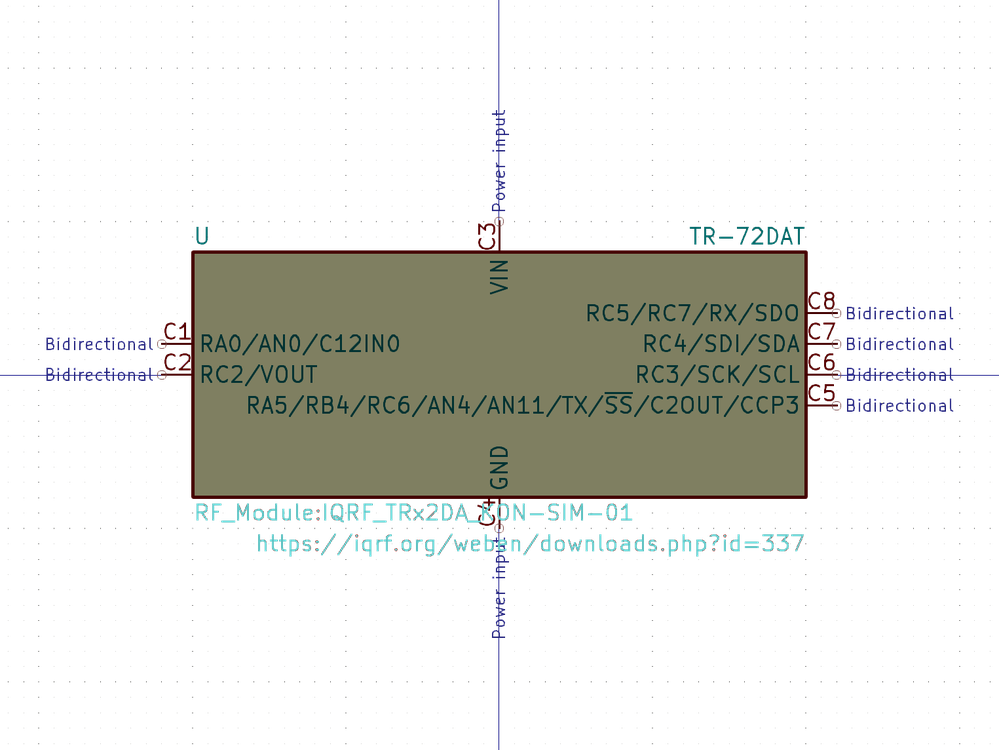 Power input
C3
U
TR-72DAT
VIN
C8
RC5/RC7/RX/SDO
Bidirectional
C1
C7
Bidirectional
RA0/AN0/C12IN0
RC4/SDI/SDA
Bidirectional
C2
C6
Bidirectional
RC2/VOUT
RC3/SCK/SCL
Bidirectional
C5
RA5/RB4/RC6/AN4/AN11/TX/SS/C2OUT/CCP3
Bidirectional
GND
C4
RF_Module:IQRF_TRx2DA_KON-SIM-01
https://iqrf.org/weben/downloads.php?id=337
Power input